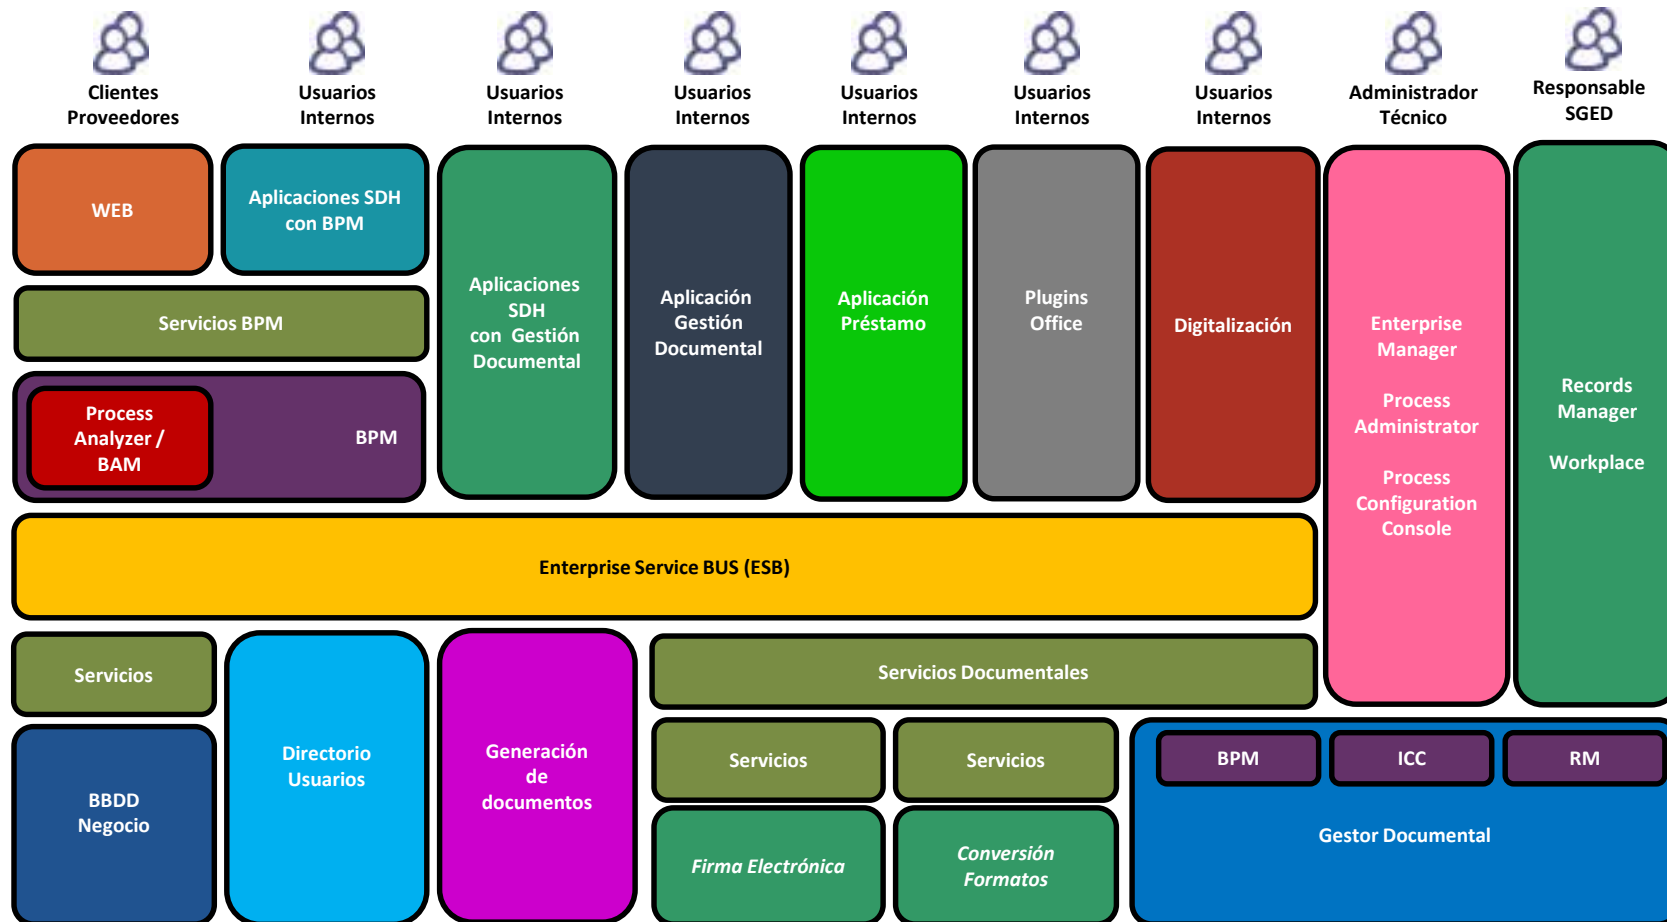 Clientes
Proveedores
Usuarios
Internos
Usuarios
Internos
Usuarios
Internos
Usuarios
Internos
Usuarios
Internos
Usuarios
Internos
Administrador
Técnico
Responsable
SGED
WEB
Aplicaciones SDH
con BPM
Servicios BPM
Process
Analyzer /
BAM
BPM
Aplicaciones
SDH
con Gestión
Documental
Aplicación
Gestión
Documental
Aplicación
Préstamo
Plugins
Office
Digitalización
Enterprise
Manager
Process
Administrator
Process
Configuration
Console
Records
Manager
Workplace
Enterprise Service BUS (ESB)
Servicios
BBDD
Negocio
Directorio
Usuarios
Generación
de
documentos
Servicios Documentales
Servicios
Servicios
Firma Electrónica
Conversión
Formatos
BPM
ICC
RM
Gestor Documental